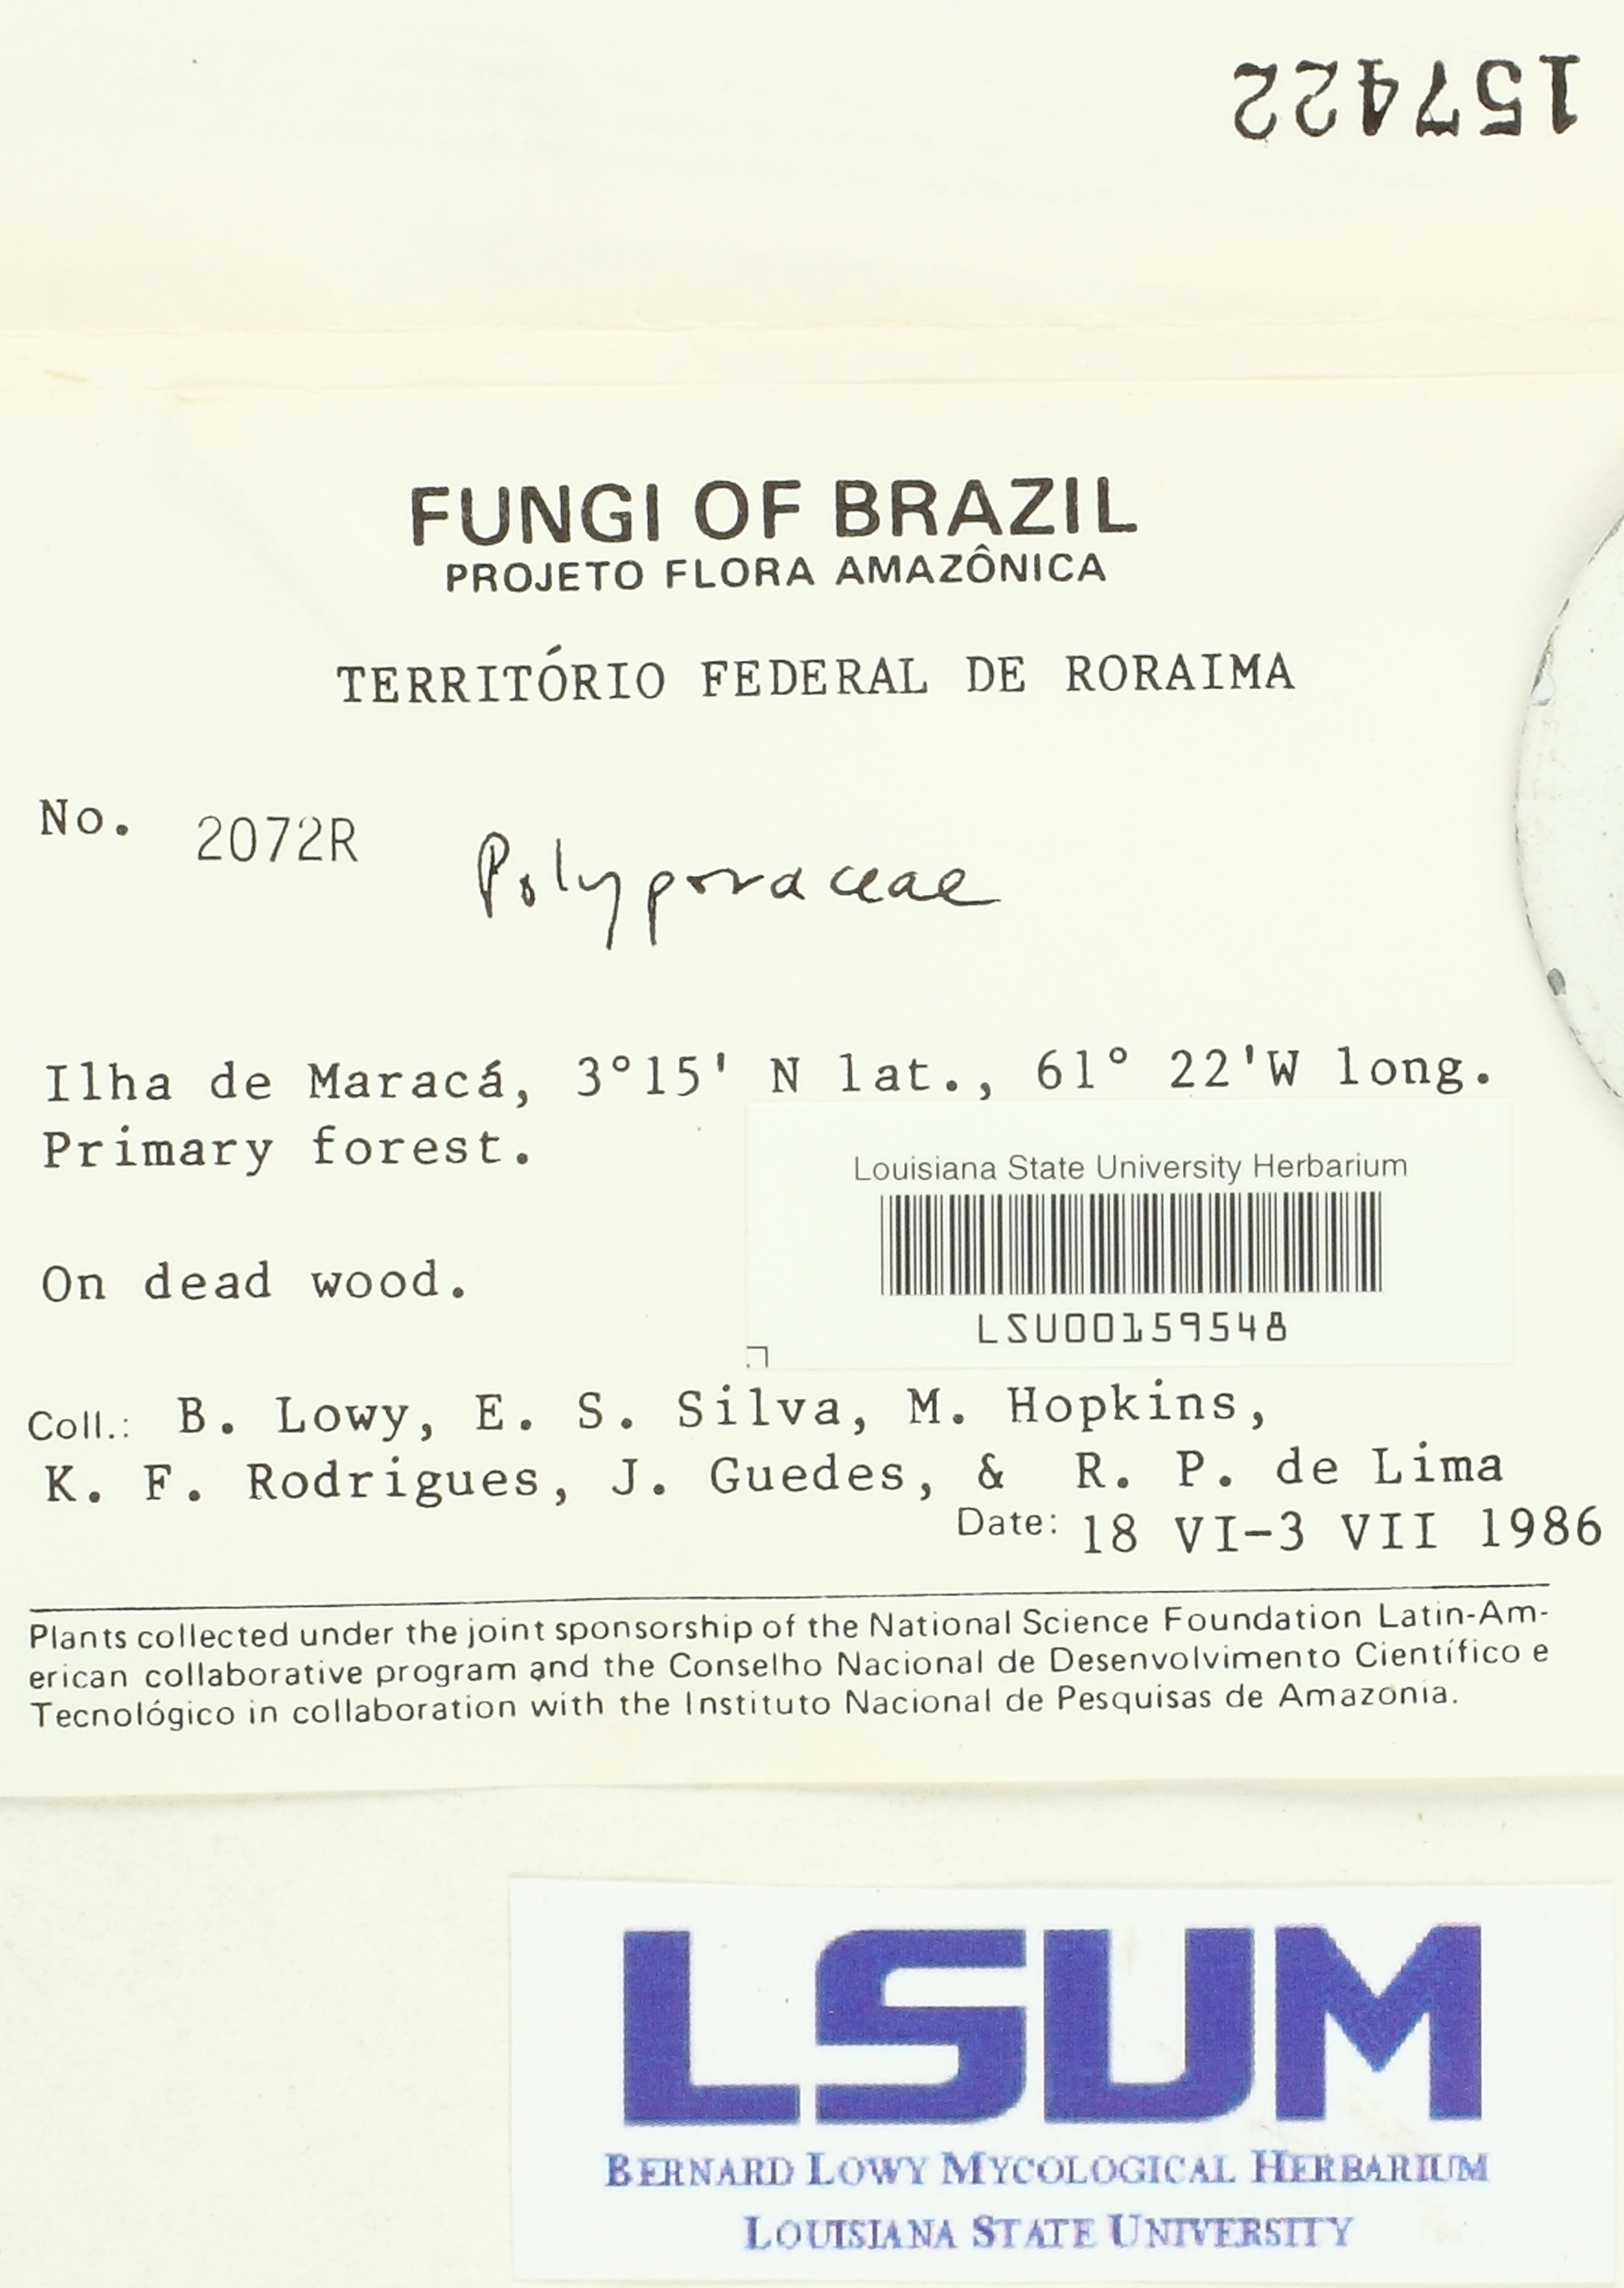 157422
FUNGI OF BRAZIL
PROJETO FLORA AMAZÔNICA
TERRITÓRIO FEDERAL DE RORAIMA
No. 2072R Polyporaceae
Ilha de Maracá, 3°15' N lat., 61° 22'W long.
Primary forest.
Louisiana State University Herbarium
On dead wood.
LSU00159548
Coll.: B. Lowy, E. S. Silva, M. Hopkins,
K. F. Rodrigues, J. Guedes, & R. P. de Lima
Date: 18 VI-3 VII 1986
Plants collected under the joint sponsorship of the National Science Foundation Latin-Am-
erican collaborative program and the Conselho Nacional de Desenvolvimento Científico e
Tecnológico in collaboration with the Instituto Nacional de Pesquisas de Amazonia.
LSUM
BERNARD LOWY MYCOLOGICAL HERBARIUM
LOUISIANA STATE UNIVERSITY